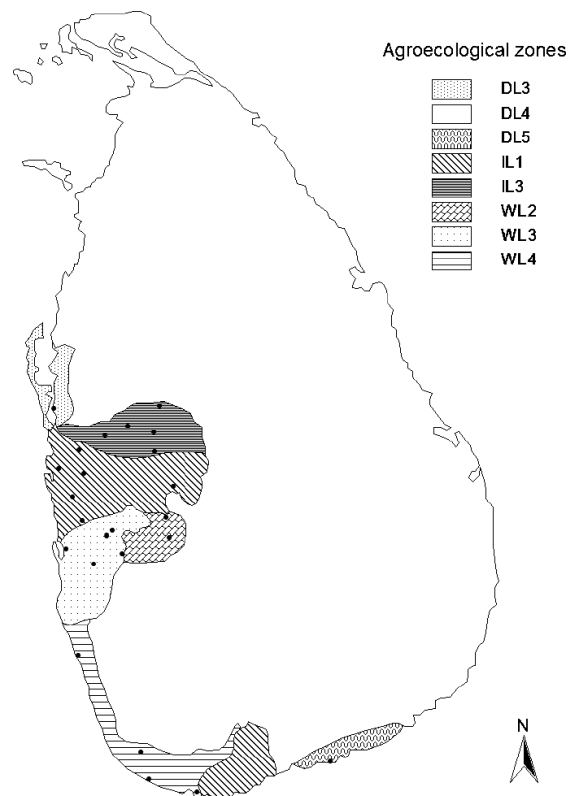 Agroecological zones
DL3
DL4
DL5
IL1
IL3
WL2
WL3
WL4
N